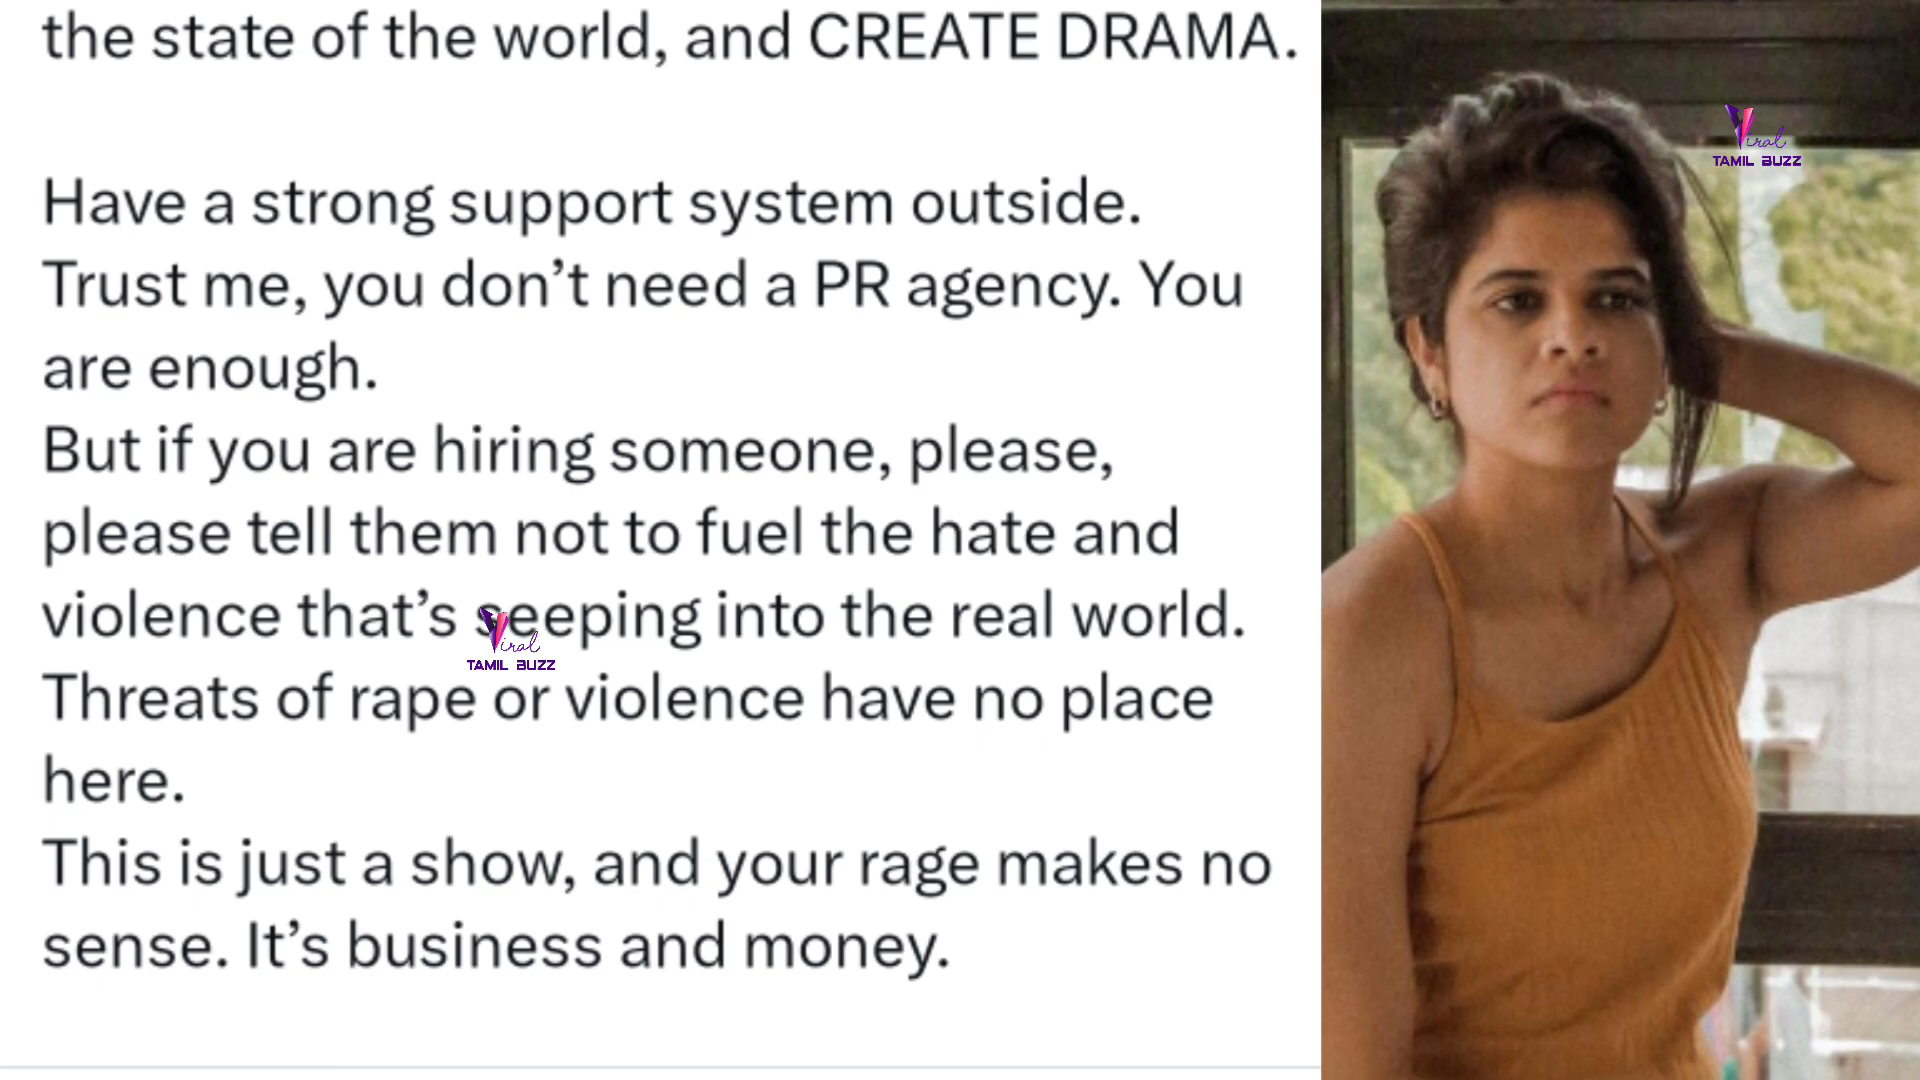 the state of the world, and CREATE DRAMA.
Have a strong support system outside.
Trust me, you don’t need a PR agency. You
are enough.
But if you are hiring someone, please,
please tell them not to fuel the hate and
violence that’s seeping into the real world.
Threats of rape or violence have no place
here.
This is just a show, and your rage makes no
sense. It’s business and money.
Viral
TAMIL BUZZ
Viral
TAMIL BUZZ